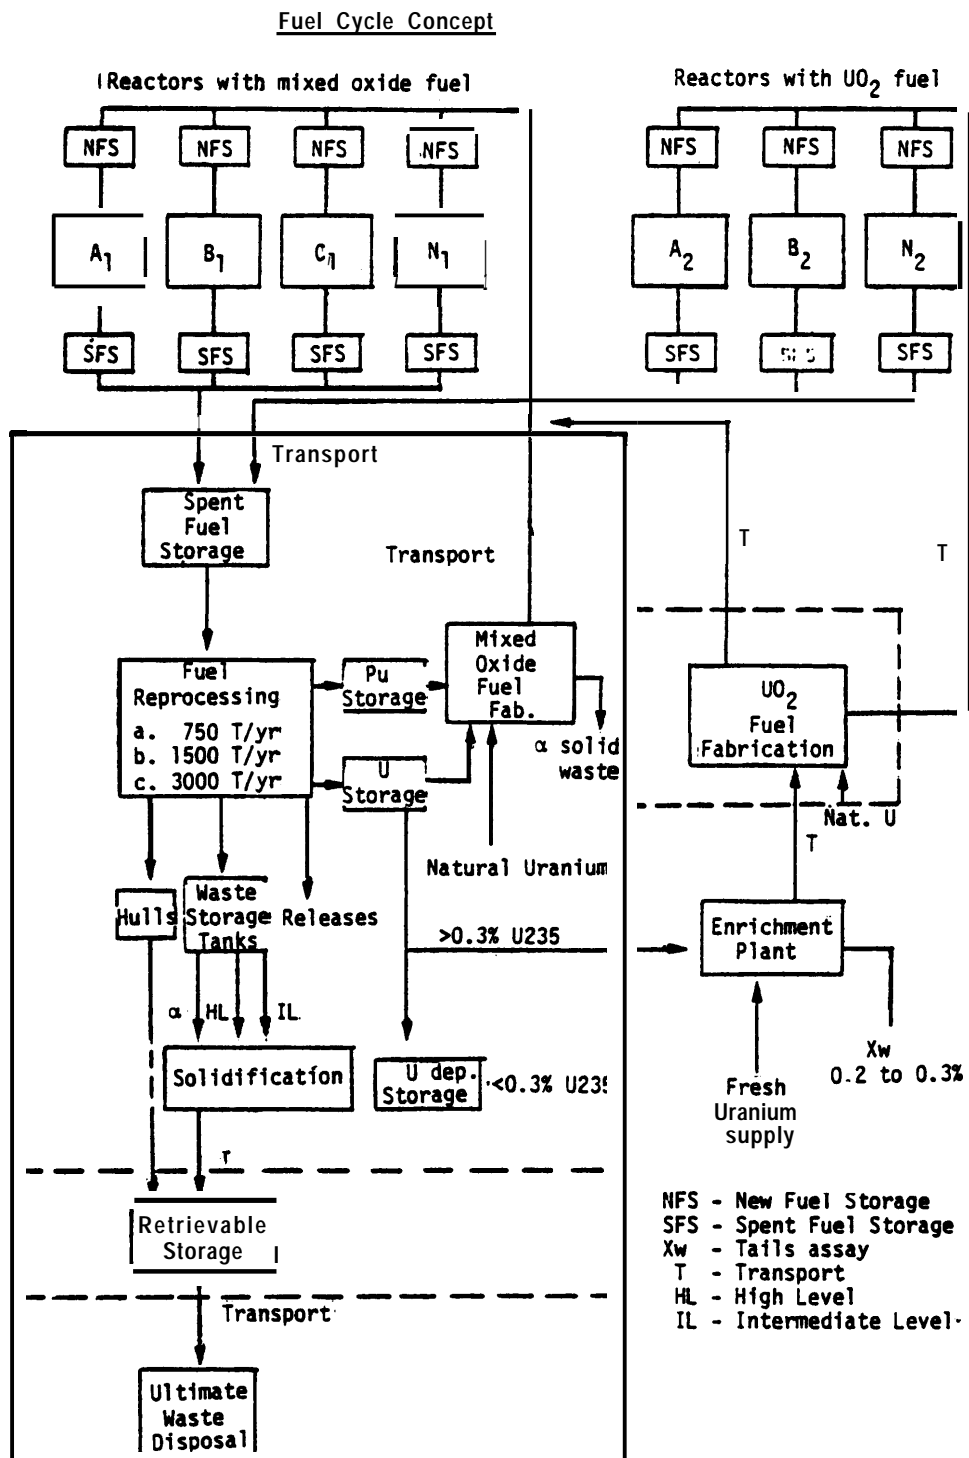 Fuel Cycle Concept
Reactors with mixed oxide fuel
Reactors with UO2 fuel
NFS NFS NFS NFS NFS NFS NFS
A1 B1 C1 N1 A2 B2 N2
SFS SFS SFS SFS SFS SFS
Transport
Spent
Fuel
Storage
Transport
T
T
Fuel
Reprocessing
a. 750 T/yr
b. 1500 T/yr
c. 3000 T/yr
Pu
Storage
U
Storage
Mixed
Oxide
Fuel
Fab.
α solid
waste
UO2
Fuel
Fabrication
Nat. U
T
Natural Uranium
Hulls
Waste
Storage
Tanks
Releases
>0.3% U235
Enrichment
Plant
α HL IL
Solidification
U dep.
Storage
<0.3% U235
Xw
0.2 to 0.3%
Fresh
Uranium
supply
T
Retrievable
Storage
Transport
Ultimate
Waste
Disposal
NFS - New Fuel Storage
SFS - Spent Fuel Storage
Xw - Tails assay
T - Transport
HL - High Level
IL - Intermediate Level